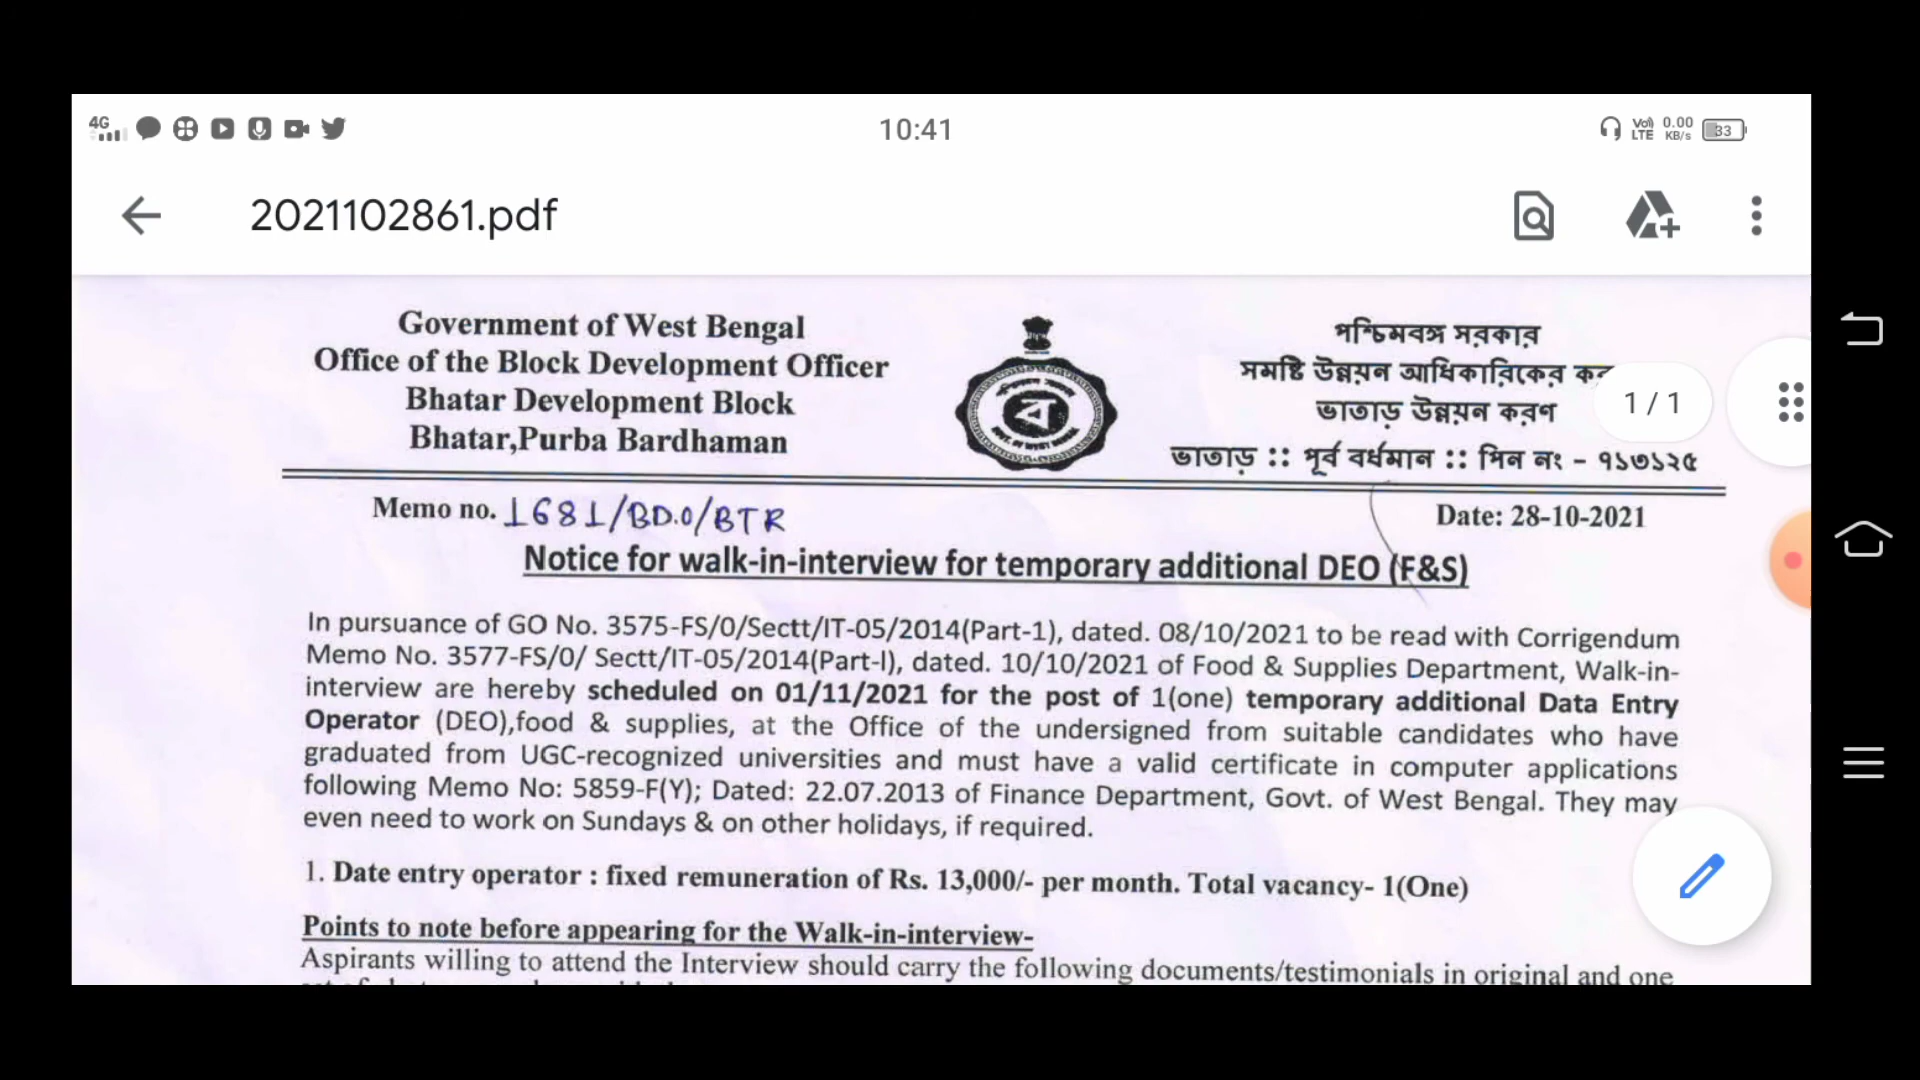 4G
10:41
Vo) LTE
0.00 KB/s
33
2021102861.pdf
Government of West Bengal
Office of the Block Development Officer
Bhatar Development Block
Bhatar,Purba Bardhaman
পশ্চিমবঙ্গ সরকার
সমষ্টি উন্নয়ন আধিকারিকের
ভাতাড় উন্নয়ন করণ
ভাতাড় :: পূর্ব বর্ধমান :: পিন নং - ৭১৩১২৫
1 / 1
Memo no. 1681/BD.O/BTR
Date: 28-10-2021
Notice for walk-in-interview for temporary additional DEO (F&S)
In pursuance of GO No. 3575-FS/0/Sectt/IT-05/2014(Part-1), dated. 08/10/2021 to be read with Corrigendum
Memo No. 3577-FS/0/ Sectt/IT-05/2014(Part-I), dated. 10/10/2021 of Food & Supplies Department, Walk-in-
interview are hereby scheduled on 01/11/2021 for the post of 1(one) temporary additional Data Entry
Operator (DEO),food & supplies, at the Office of the undersigned from suitable candidates who have
graduated from UGC-recognized universities and must have a valid certificate in computer applications
following Memo No: 5859-F(Y); Dated: 22.07.2013 of Finance Department, Govt. of West Bengal. They may
even need to work on Sundays & on other holidays, if required.
1. Date entry operator : fixed remuneration of Rs. 13,000/- per month. Total vacancy- 1(One)
Points to note before appearing for the Walk-in-interview-
Aspirants willing to attend the Interview should carry the following documents/testimonials in original and one